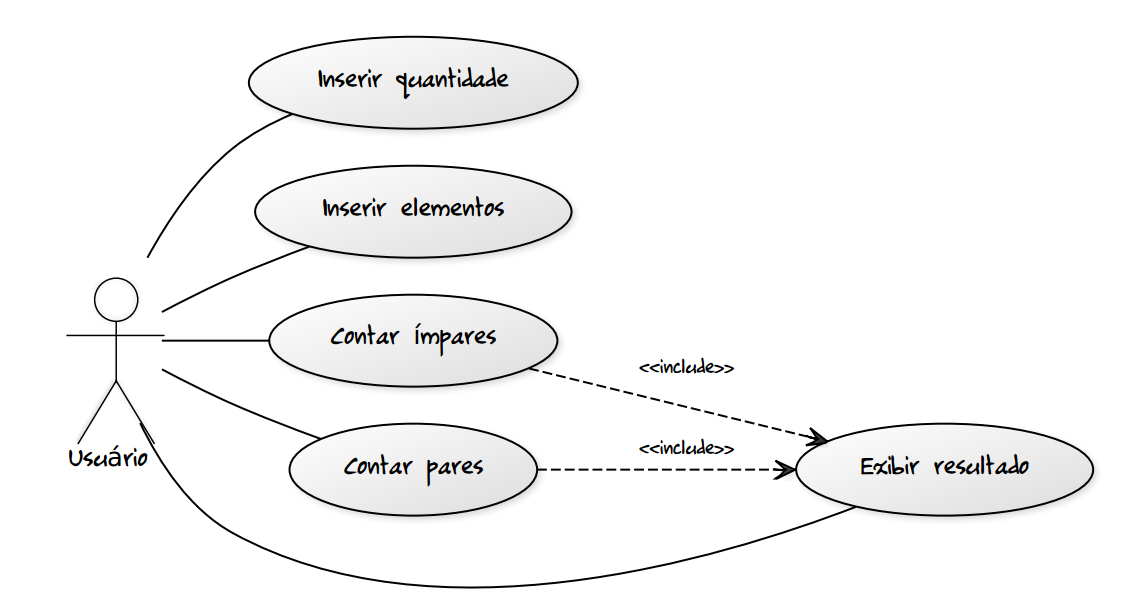 Inserir quantidade
Inserir elementos
Contar ímpares
<<include>>
Usuário
Contar pares
<<include>>
Exibir resultado